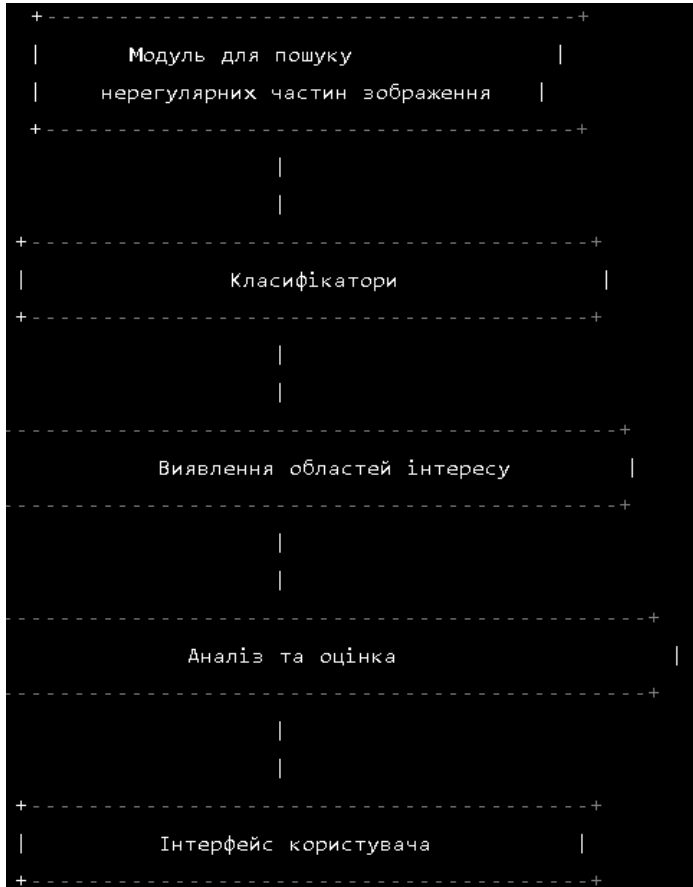 Модуль для пошуку
нерегулярних частин зображення
Класифікатори
Виявлення областей інтересу
Аналіз та оцінка
Інтерфейс користувача